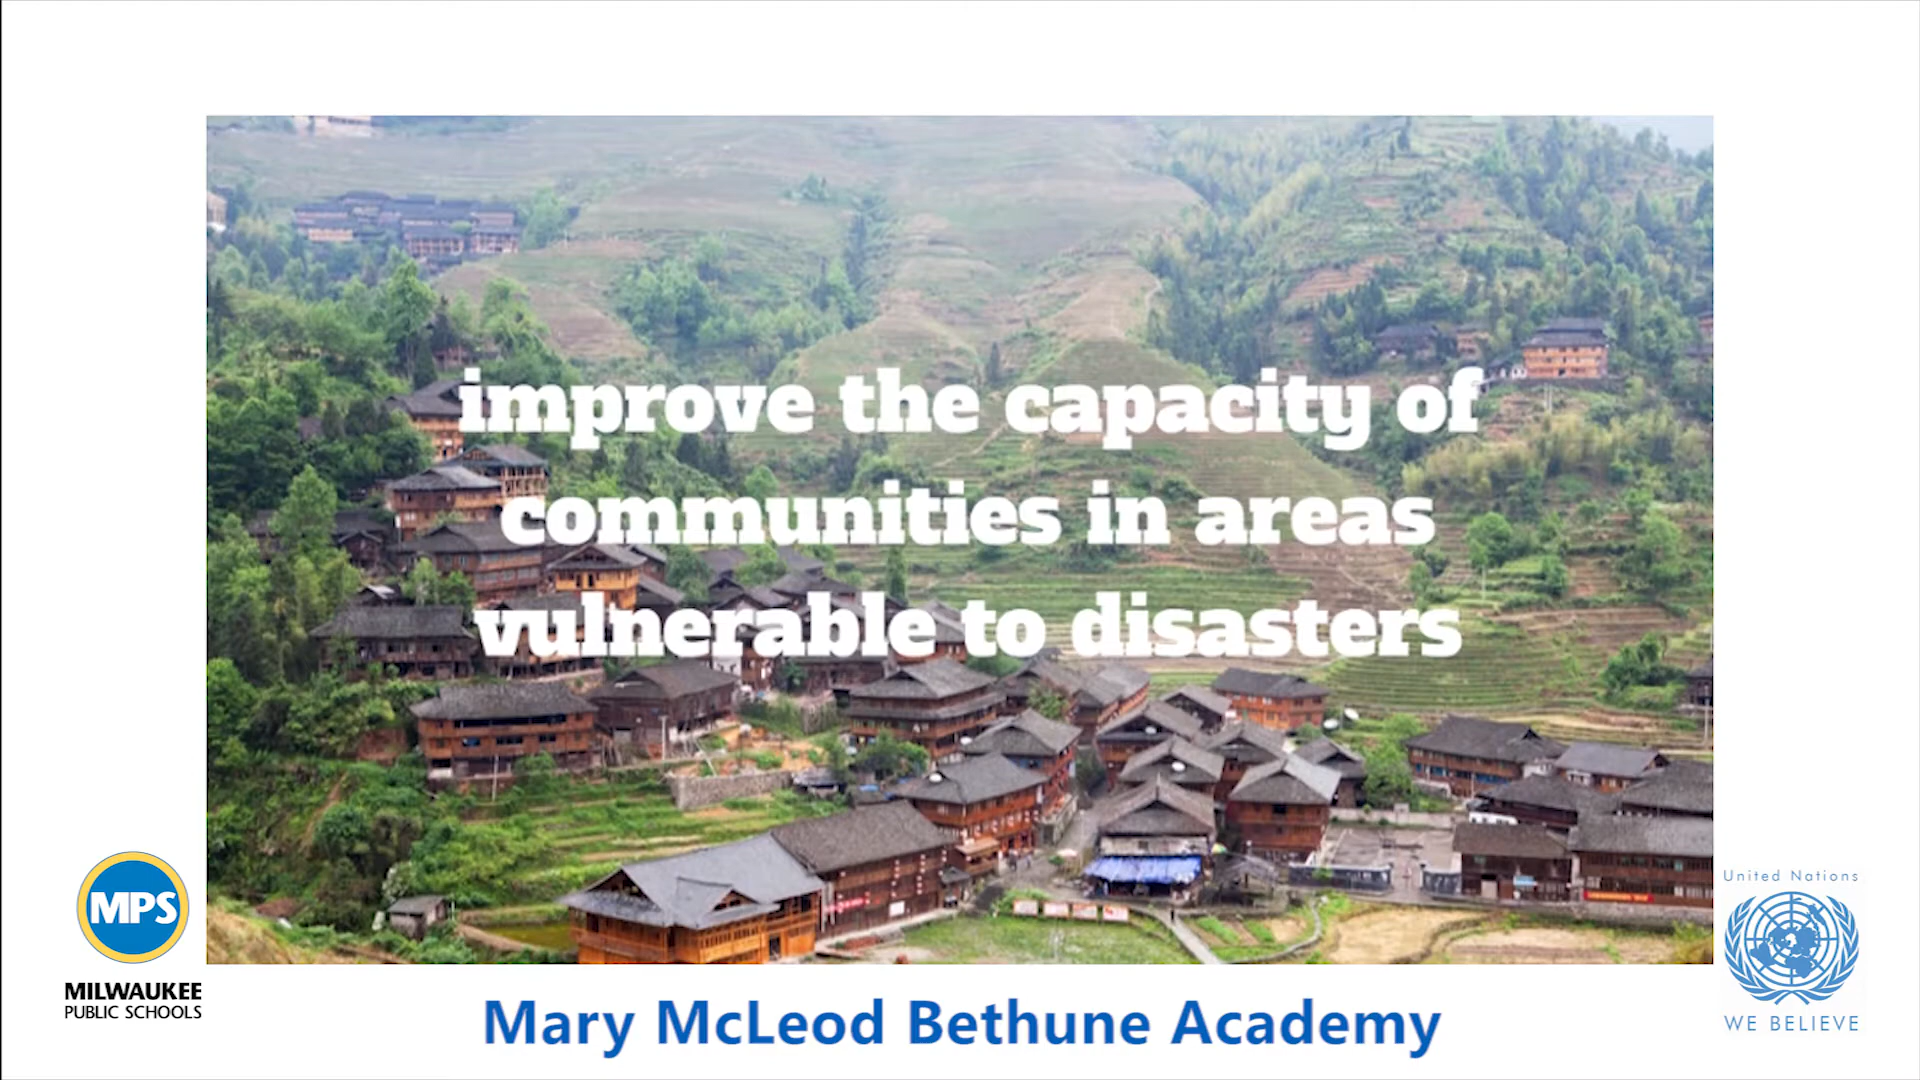 improve the capacity of
communities in areas
vulnerable to disasters
MPS
MILWAUKEE
PUBLIC SCHOOLS
United Nations
WE BELIEVE
Mary McLeod Bethune Academy